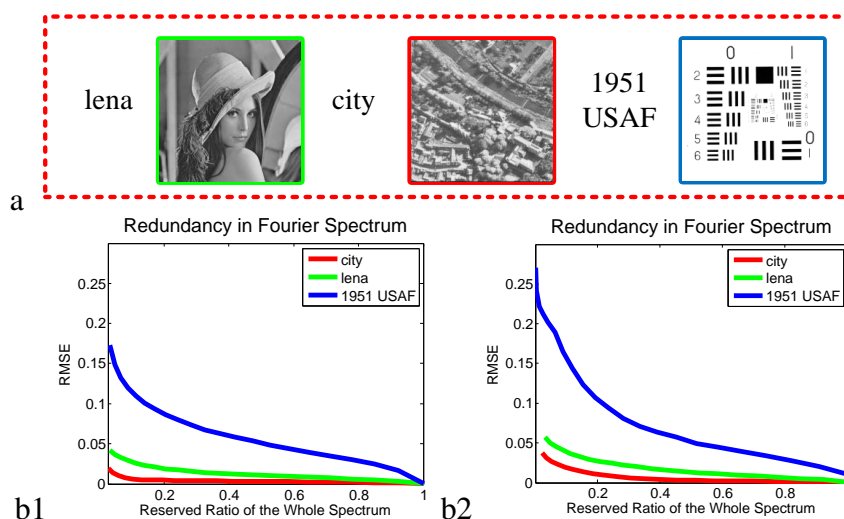 lena
city
1951
USAF
0 1
2
3
4
5
6
0
1
a
Redundancy in Fourier Spectrum
city
lena
1951 USAF
RMSE
0.25
0.2
0.15
0.1
0.05
0
0.2 0.4 0.6 0.8 1
Reserved Ratio of the Whole Spectrum
b1
Redundancy in Fourier Spectrum
city
lena
1951 USAF
RMSE
0.25
0.2
0.15
0.1
0.05
0
0.2 0.4 0.6 0.8
Reserved Ratio of the Whole Spectrum
b2